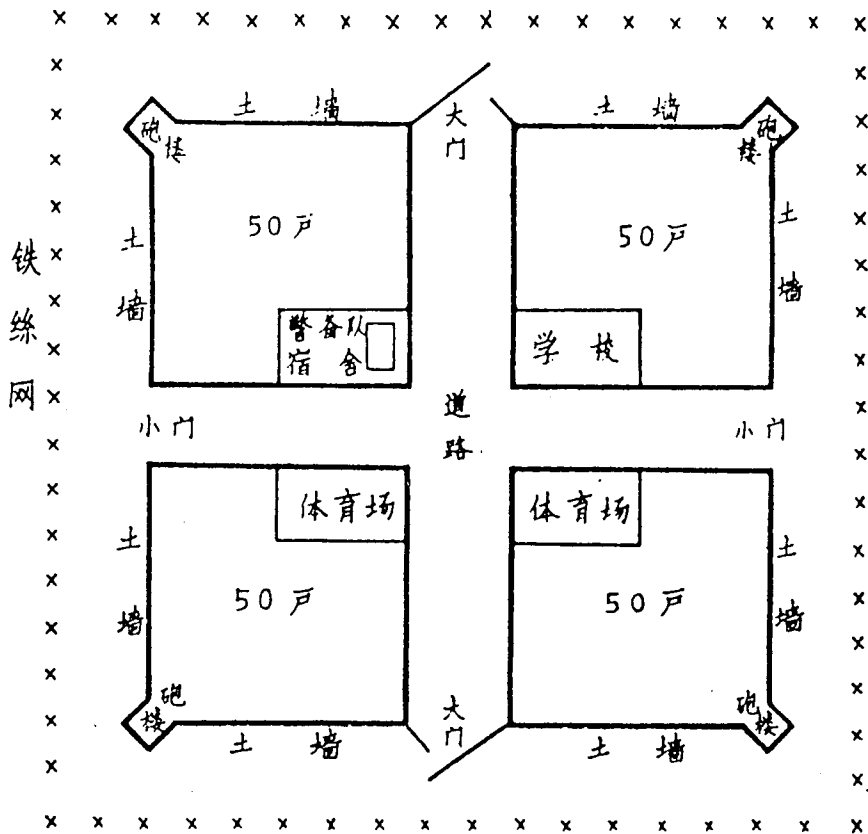 土 墙
大门
土 墙
砲楼
砲楼
50户
50户
土墙
土墙
铁丝网
警备队
宿舍
学校
道路
小门
小门
体育场
体育场
土墙
土墙
50户
50户
砲楼
砲楼
大门
土 墙
土 墙